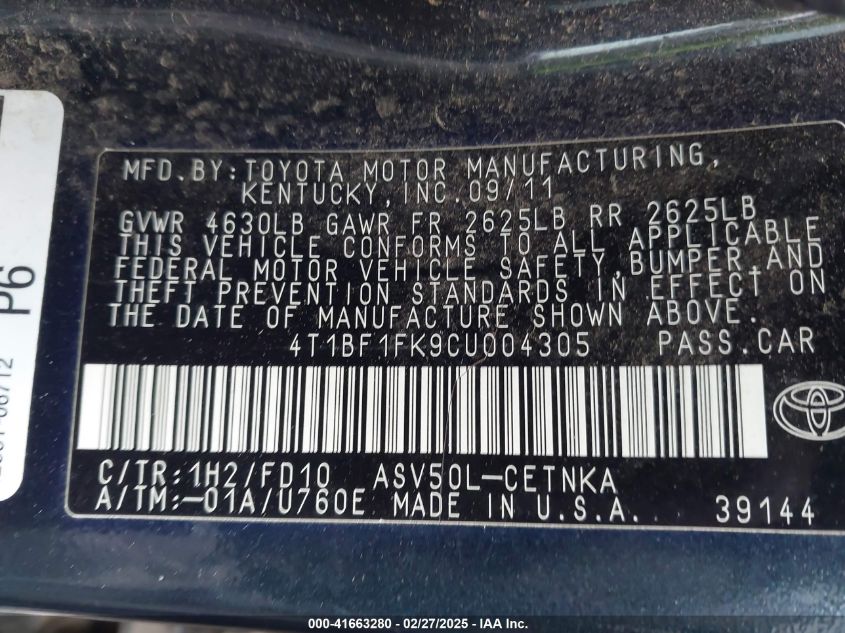 MFD. BY: TOYOTA MOTOR MANUFACTURING,
KENTUCKY, INC. 09/11
GVWR 4630LB GAWR FR 2625LB RR 2625LB
THIS VEHICLE CONFORMS TO ALL APPLICABLE
FEDERAL MOTOR VEHICLE SAFETY, BUMPER, AND
THEFT PREVENTION STANDARDS IN EFFECT ON
THE DATE OF MANUFACTURE SHOWN ABOVE.
4T1BF1FK9CU004305 PASS. CAR
C/TR: 1H2/FD10 ASV50L-CETNKA
A/TM: -01A/U760E MADE IN U.S.A. 39144
P6
000-41663280 - 02/27/2025 - IAA Inc.